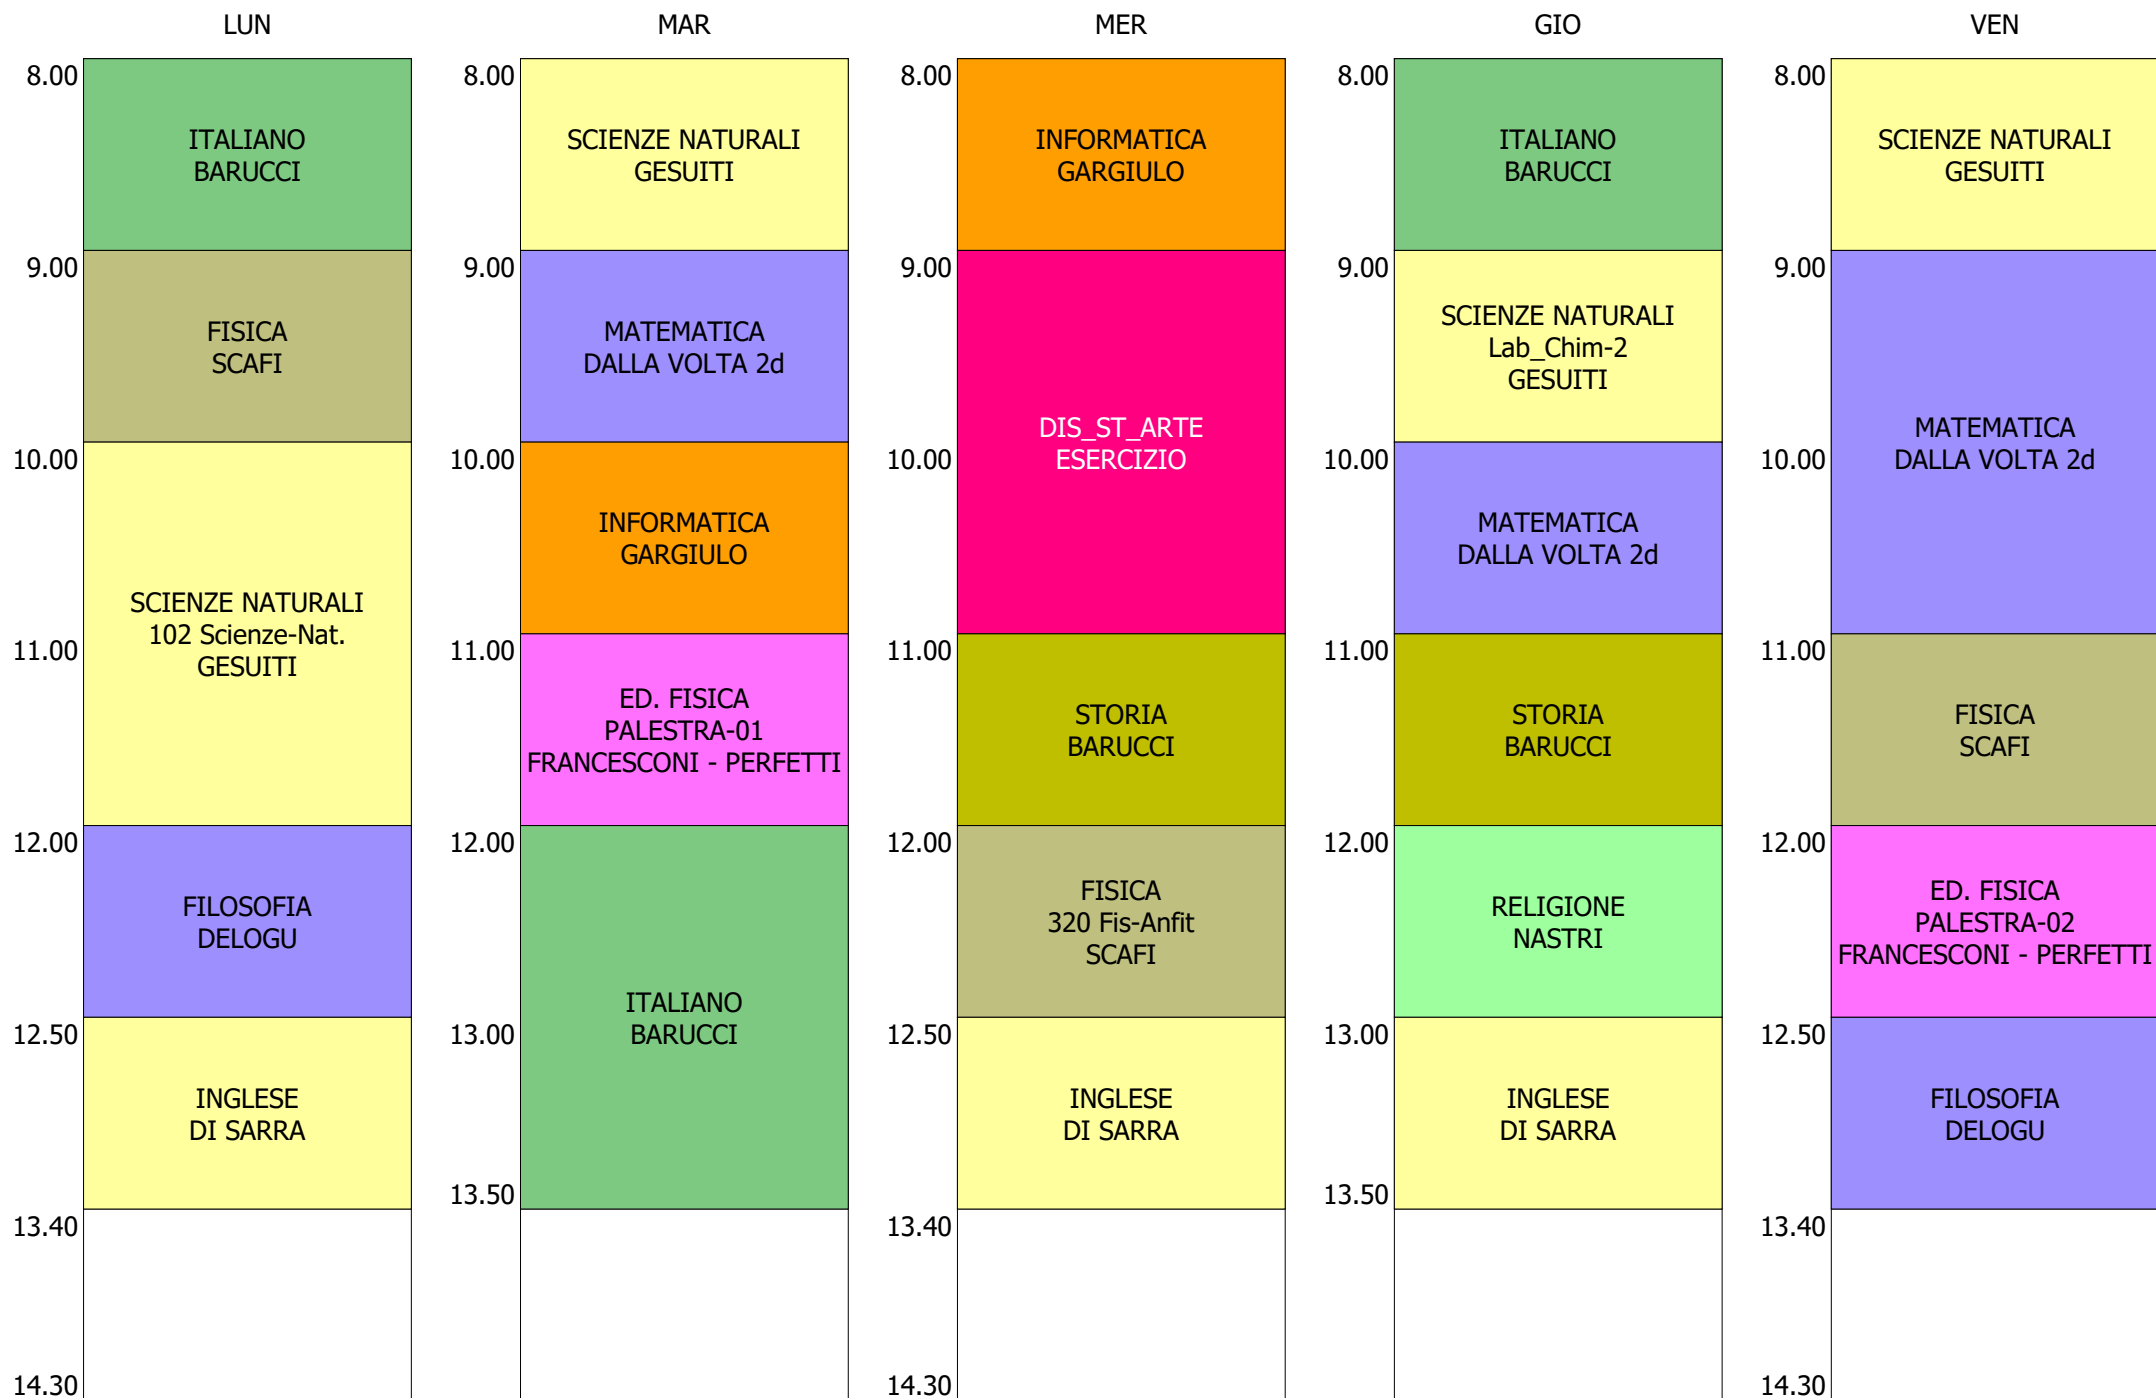 LUN
8.00
ITALIANO
BARUCCI
9.00
FISICA
SCAFI
10.00
SCIENZE NATURALI
102 Scienze-Nat.
GESUITI
11.00
12.00
FILOSOFIA
DELOGU
12.50
INGLESE
DI SARRA
13.40
14.30
MAR
8.00
SCIENZE NATURALI
GESUITI
9.00
MATEMATICA
DALLA VOLTA 2d
10.00
INFORMATICA
GARGIULO
11.00
ED. FISICA
PALESTRA-01
FRANCESCONI - PERFETTI
12.00
ITALIANO
BARUCCI
13.00
13.50
MER
8.00
INFORMATICA
GARGIULO
9.00
DIS_ST_ARTE
ESERCIZIO
10.00
11.00
STORIA
BARUCCI
12.00
FISICA
320 Fis-Anfit
SCAFI
12.50
INGLESE
DI SARRA
13.40
14.30
GIO
8.00
ITALIANO
BARUCCI
9.00
SCIENZE NATURALI
Lab_Chim-2
GESUITI
10.00
MATEMATICA
DALLA VOLTA 2d
11.00
STORIA
BARUCCI
12.00
RELIGIONE
NASTRI
13.00
INGLESE
DI SARRA
13.50
VEN
8.00
SCIENZE NATURALI
GESUITI
9.00
MATEMATICA
DALLA VOLTA 2d
10.00
11.00
FISICA
SCAFI
12.00
ED. FISICA
PALESTRA-02
FRANCESCONI - PERFETTI
12.50
FILOSOFIA
DELOGU
13.40
14.30